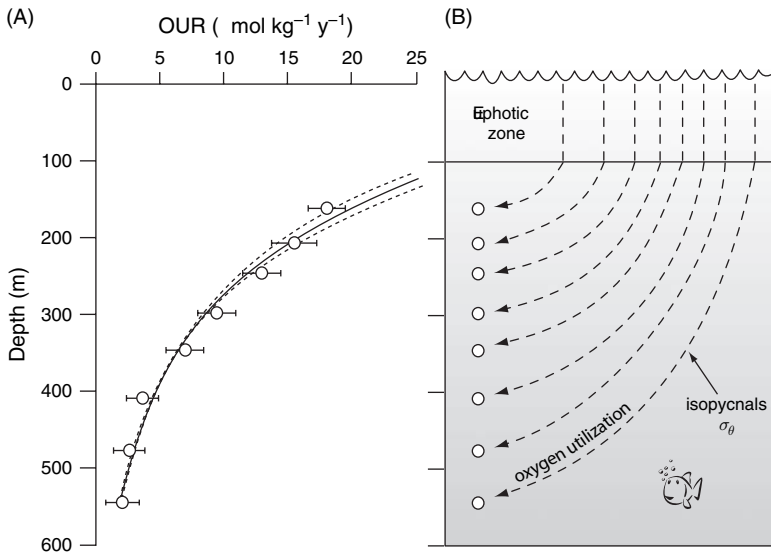 (A)
OUR ( mol kg⁻¹ y⁻¹)
0 5 10 15 20 25
0
100
200
300
400
500
600
Depth (m)
(B)
Euphotic
zone
isopycnals
σθ
oxygen utilization